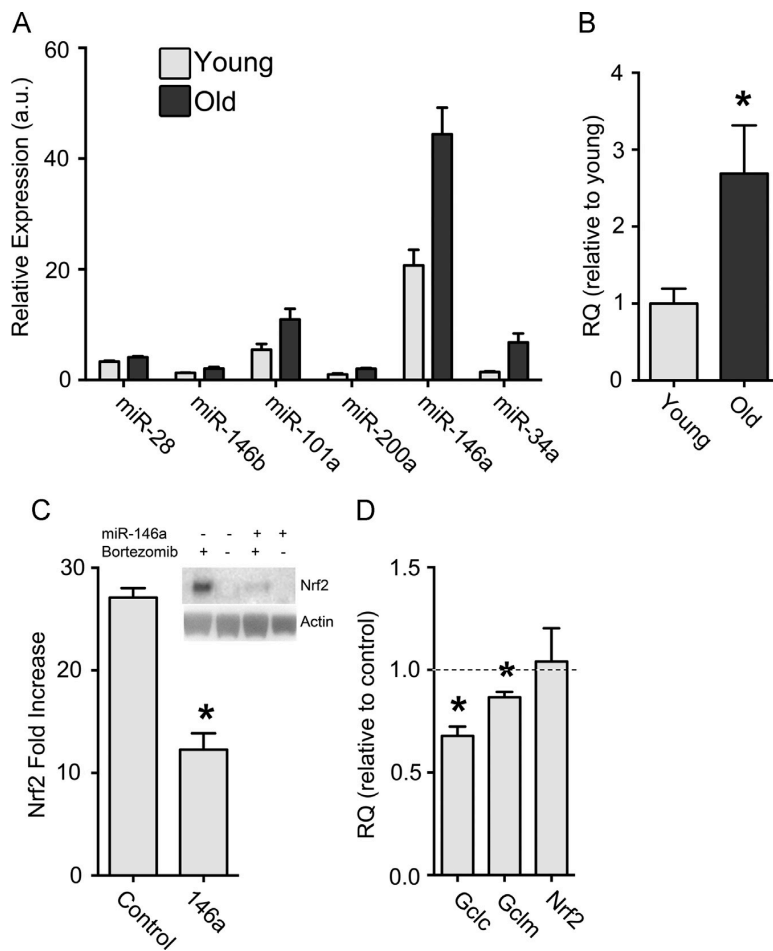 A
Relative Expression (a.u.)
60
40
20
0
Young
Old
miR-28
miR-146b
miR-101a
miR-200a
miR-146a
miR-34a
B
RQ (relative to young)
4
3
2
1
0
*
Young
Old
C
miR-146a - - + +
Bortezomib + - + -
Nrf2
Actin
Nrf2 Fold Increase
30
20
10
0
*
Control
146a
D
RQ (relative to control)
1.5
1.0
0.5
0.0
* *
Gclc
Gclm
Nrf2